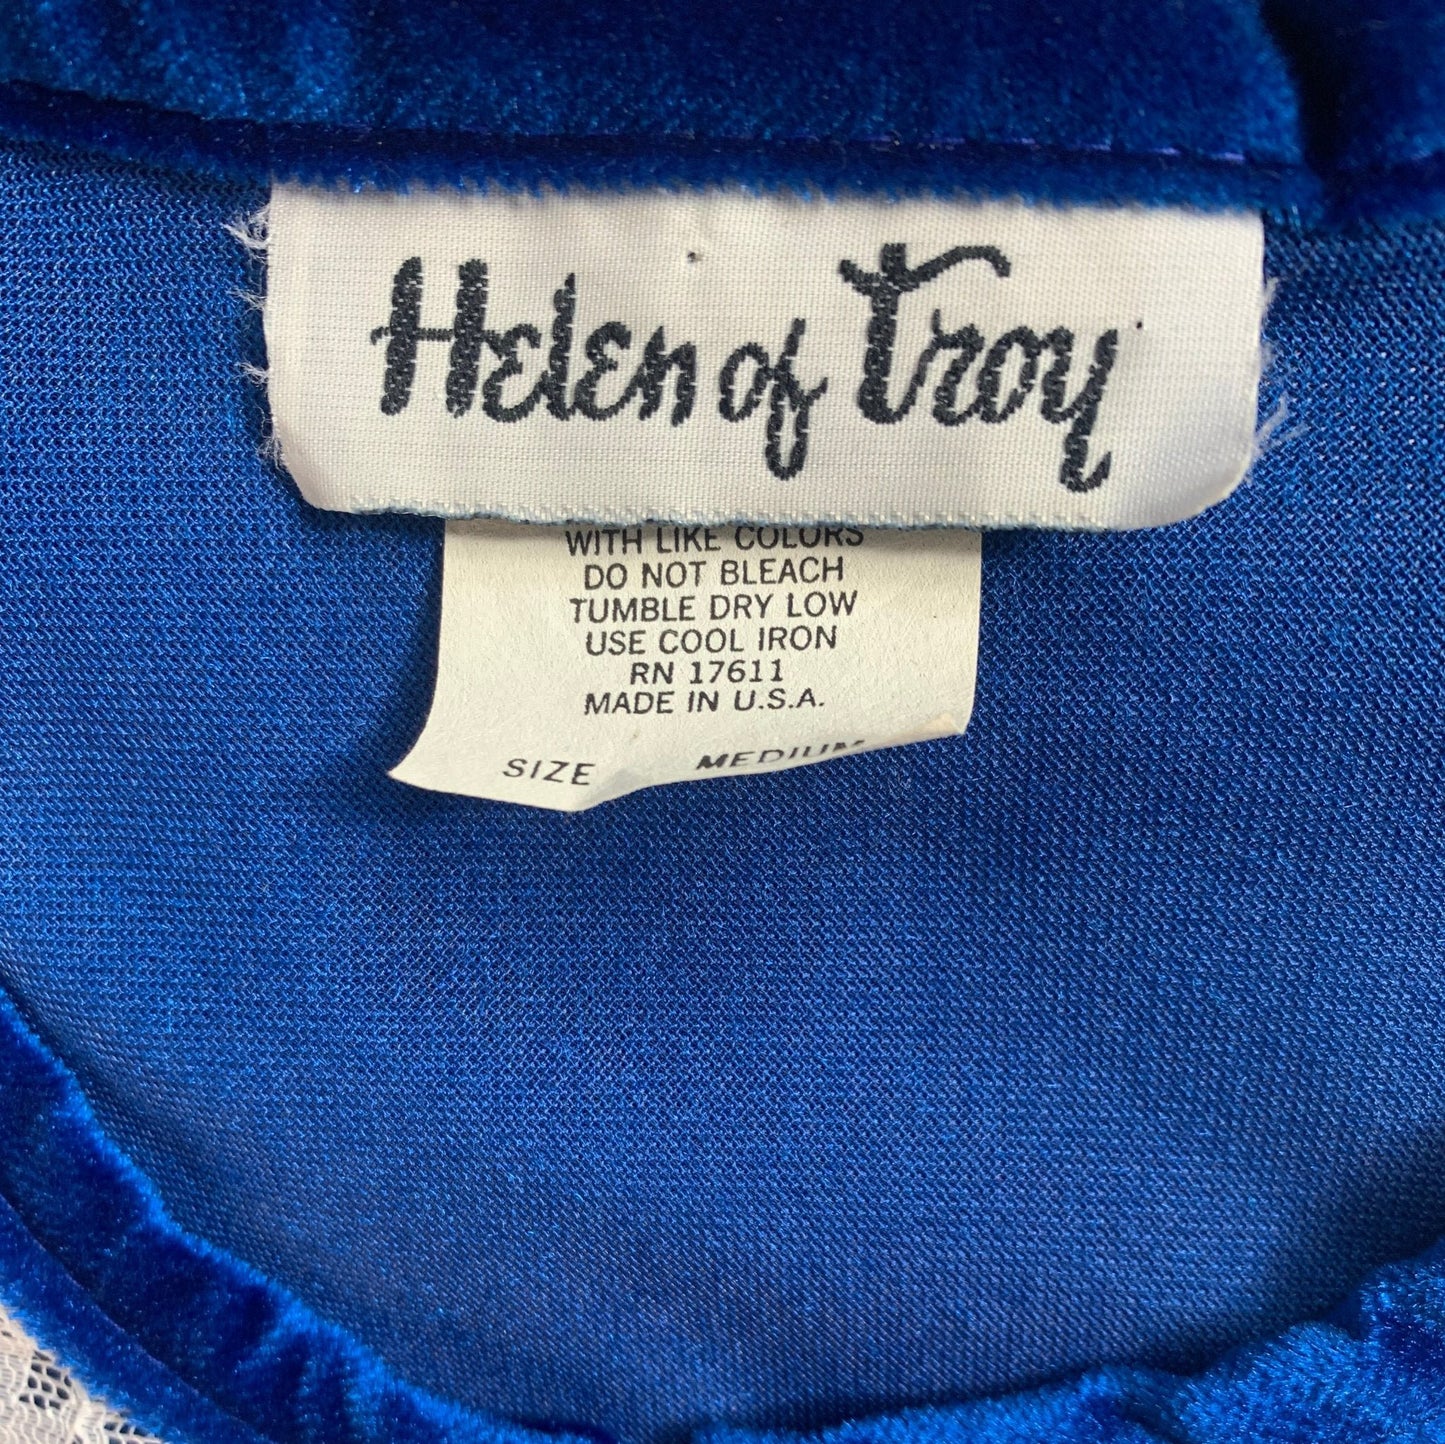 Helen of Troy
WITH LIKE COLORS
DO NOT BLEACH
TUMBLE DRY LOW
USE COOL IRON
RN 17611
MADE IN U.S.A.
SIZE MEDIUM